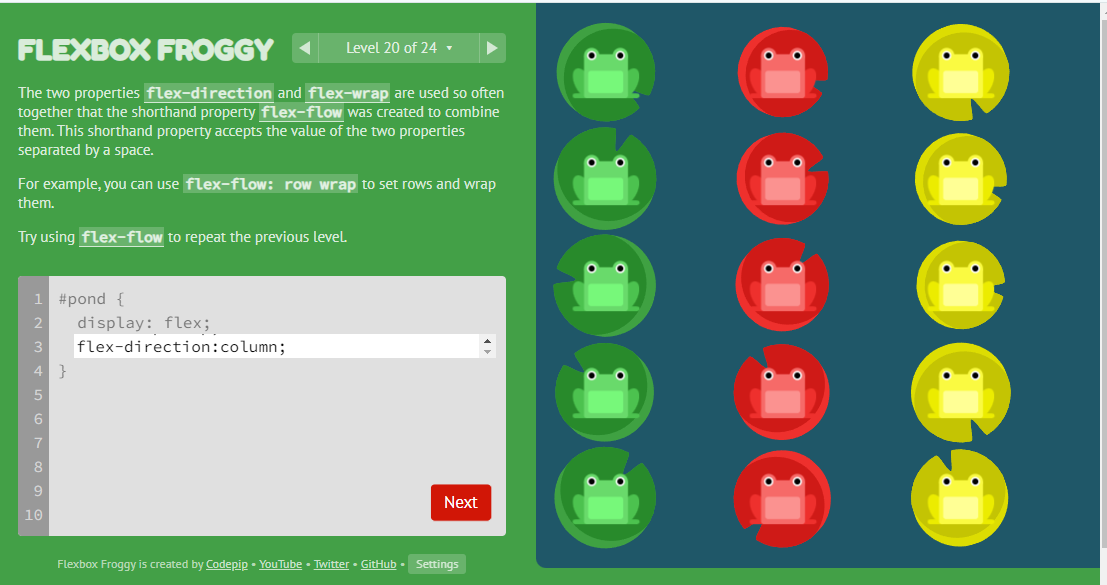 FLEXBOX FROGGY
Level 20 of 24
The two properties flex-direction and flex-wrap are used so often
together that the shorthand property flex-flow was created to combine
them. This shorthand property accepts the value of the two properties
separated by a space.
For example, you can use flex-flow: row wrap to set rows and wrap
them.
Try using flex-flow to repeat the previous level.
1 #pond {
2 display: flex;
3 flex-direction:column;
4 }
5
6
7
8
9
10
Next
Flexbox Froggy is created by Codepip • YouTube • Twitter • GitHub • Settings